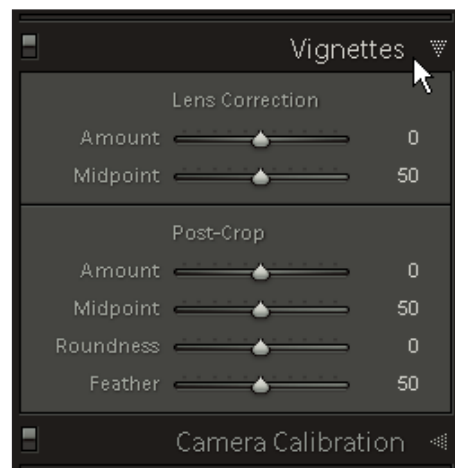 Vignettes
Lens Correction
Amount 0
Midpoint 50
Post-Crop
Amount 0
Midpoint 50
Roundness 0
Feather 50
Camera Calibration